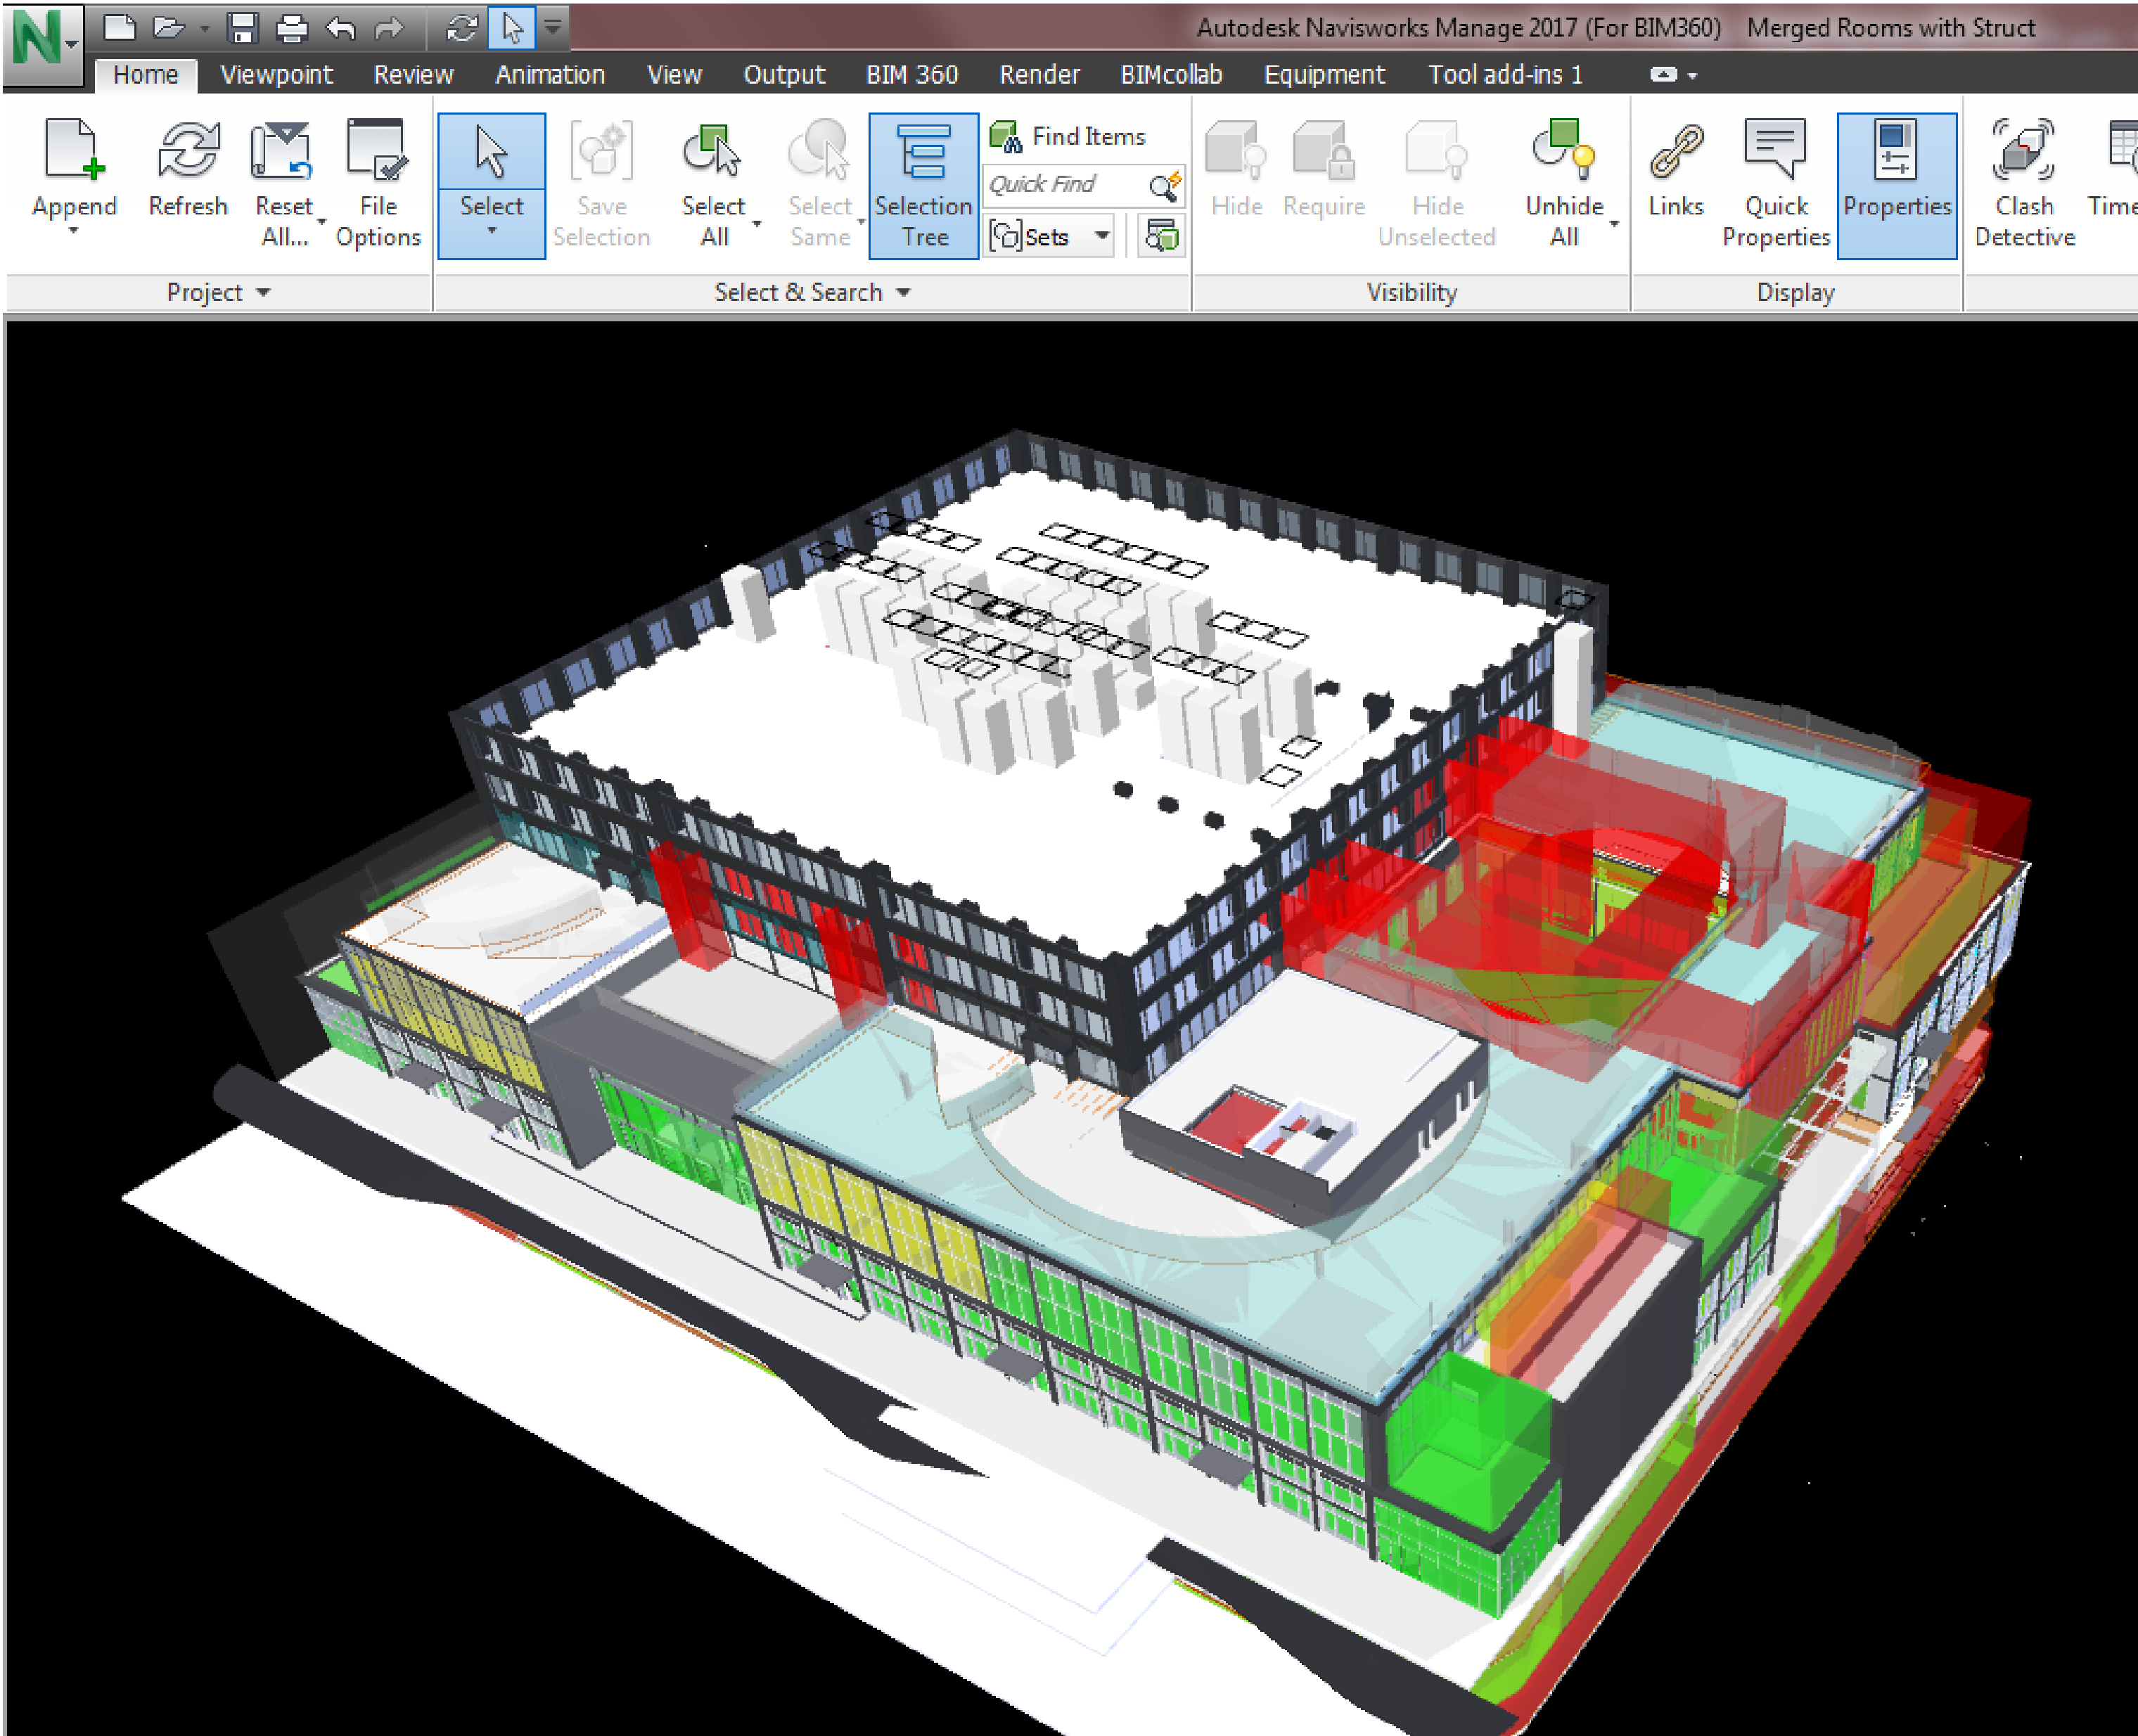 Autodesk Navisworks Manage 2017 (For BIM360) Merged Rooms with Struct
N
Home Viewpoint Review Animation View Output BIM 360 Render BIMcollab Equipment Tool add-ins 1
Append
Refresh
Reset
All...
File
Options
Select
Save
Selection
Select
All
Select
Same
Selection
Tree
Find Items
Quick Find
Sets
Hide
Require
Hide
Unselected
Unhide
All
Links
Quick
Properties
Properties
Clash
Detective
Project
Select & Search
Visibility
Display